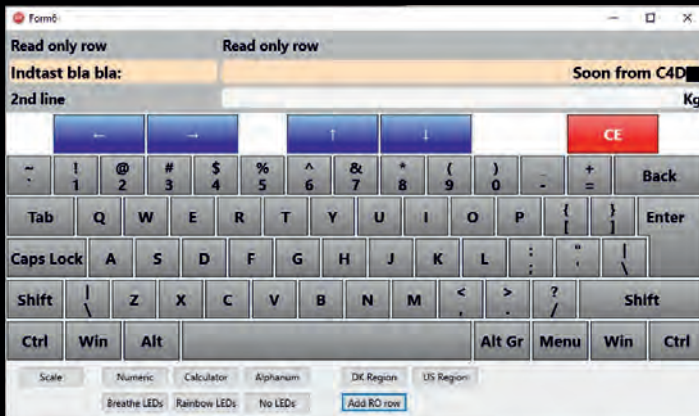 Form6
Read only row Read only row
Indtast bla bla: Soon from C4D
2nd line Kg
← → ↑ ↓ CE
~ ! @ # $ % ^ & * ( ) _ + Back
` 1 2 3 4 5 6 7 8 9 0 - =
Tab Q W E R T Y U I O P { } Enter
[ ]
Caps Lock A S D F G H J K L : " |
; ' \
Shift | Z X C V B N M < > ? Shift
\ , . /
Ctrl Win Alt Alt Gr Menu Win Ctrl
Scale Numeric Calculator Alphanum DK Region US Region
Breathe LEDs Rainbow LEDs No LEDs Add RO row